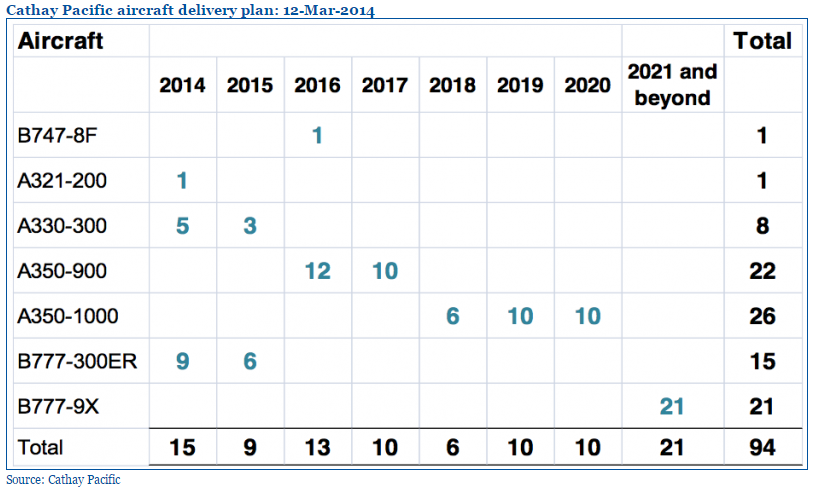 Cathay Pacific aircraft delivery plan: 12-Mar-2014
Aircraft Total
2014 2015 2016 2017 2018 2019 2020 2021 and beyond
B747-8F 1 1
A321-200 1 1
A330-300 5 3 8
A350-900 12 10 22
A350-1000 6 10 10 26
B777-300ER 9 6 15
B777-9X 21 21
Total 15 9 13 10 6 10 10 21 94
Source: Cathay Pacific